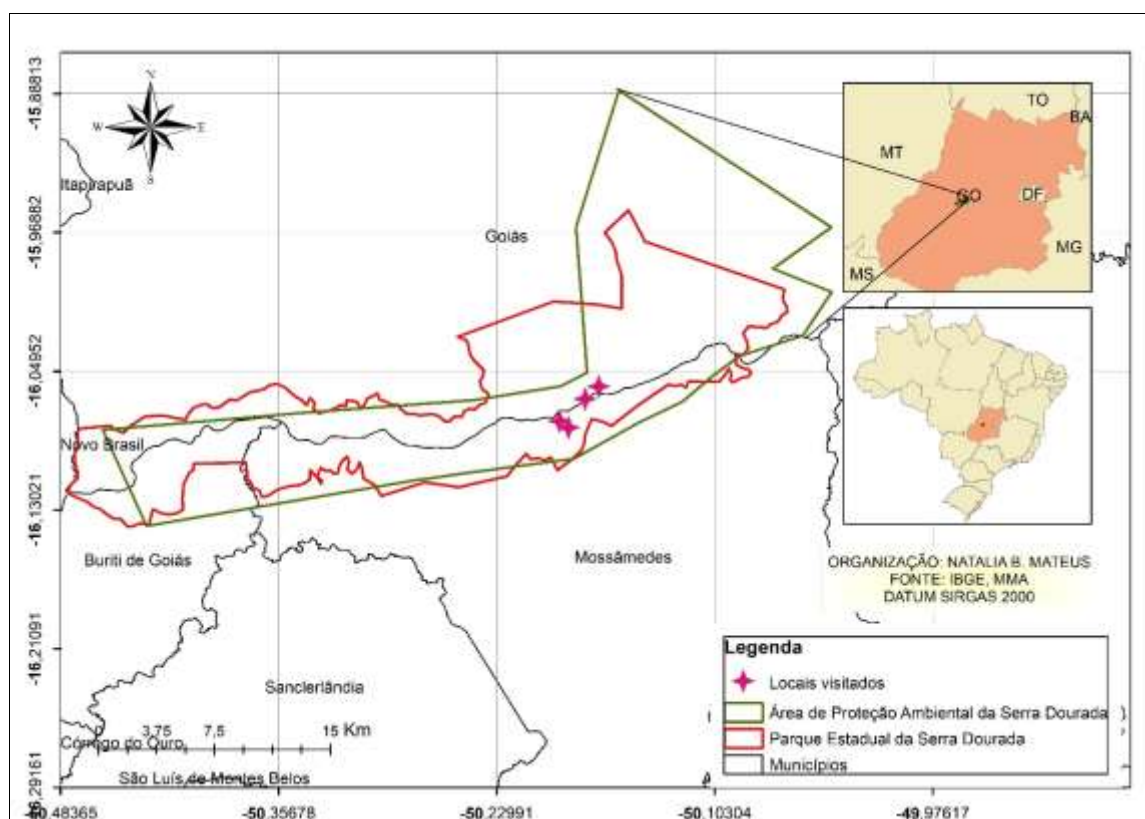 N
W E
S
-15,88813
-15,96882
-16,04952
-16,13021
-16,21091
-16,29161
-50,48365
-50,35678
-50,22991
-50,10304
-49,97617
Itapirapuã
Goiás
Novo Brasil
Buriti de Goiás
Mossâmedes
Sanclerlândia
Córrego do Ouro
São Luís de Montes Belos
0 3,75 7,5 15 Km
TO
BA
MT
GO
DF
MG
MS
ORGANIZAÇÃO: NATALIA B. MATEUS
FONTE: IBGE, MMA
DATUM SIRGAS 2000
Legenda
Locais visitados
Área de Proteção Ambiental da Serra Dourada
Parque Estadual da Serra Dourada
Municípios